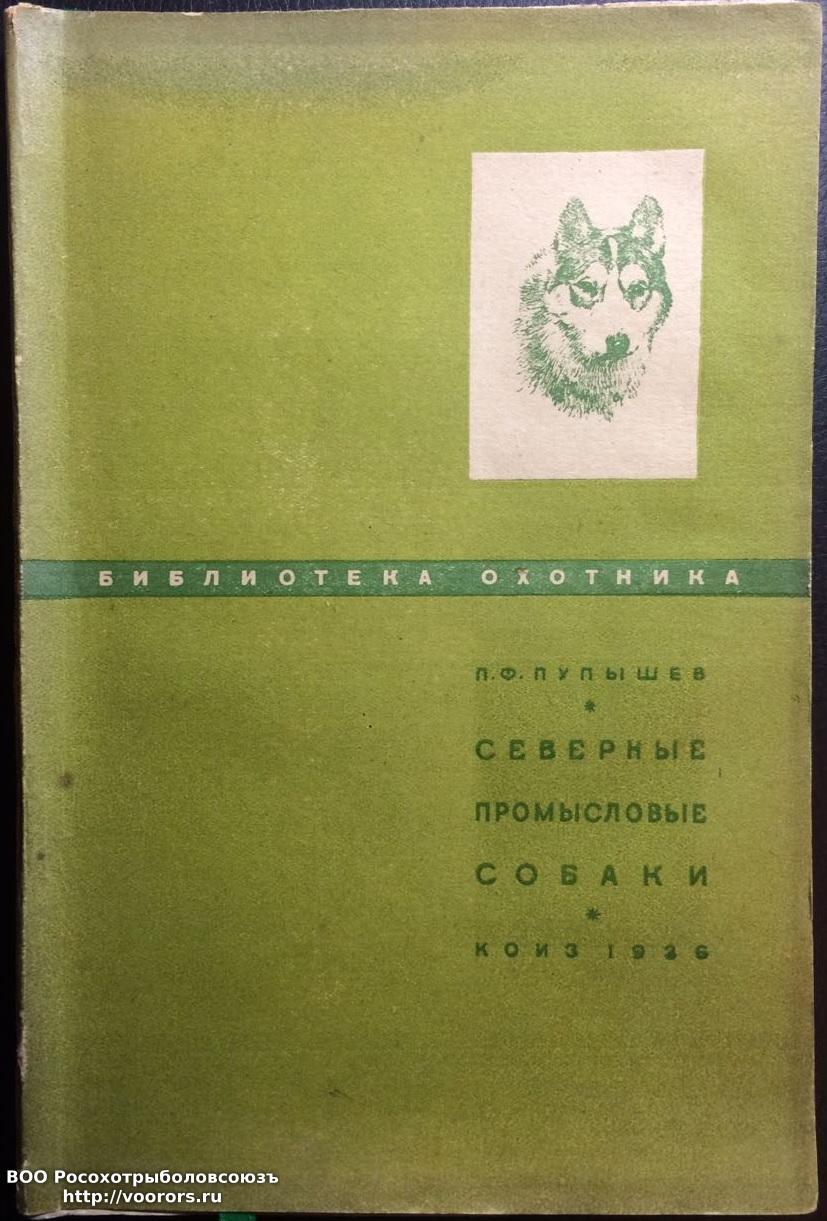 БИБЛИОТЕКА ОХОТНИКА
П.Ф.ПУПЫШЕВ
*
СЕВЕРНЫЕ
ПРОМЫСЛОВЫЕ
СОБАКИ
*
КОИЗ 1936
ВОО Росохотрыболовсоюзъ
http://voorors.ru